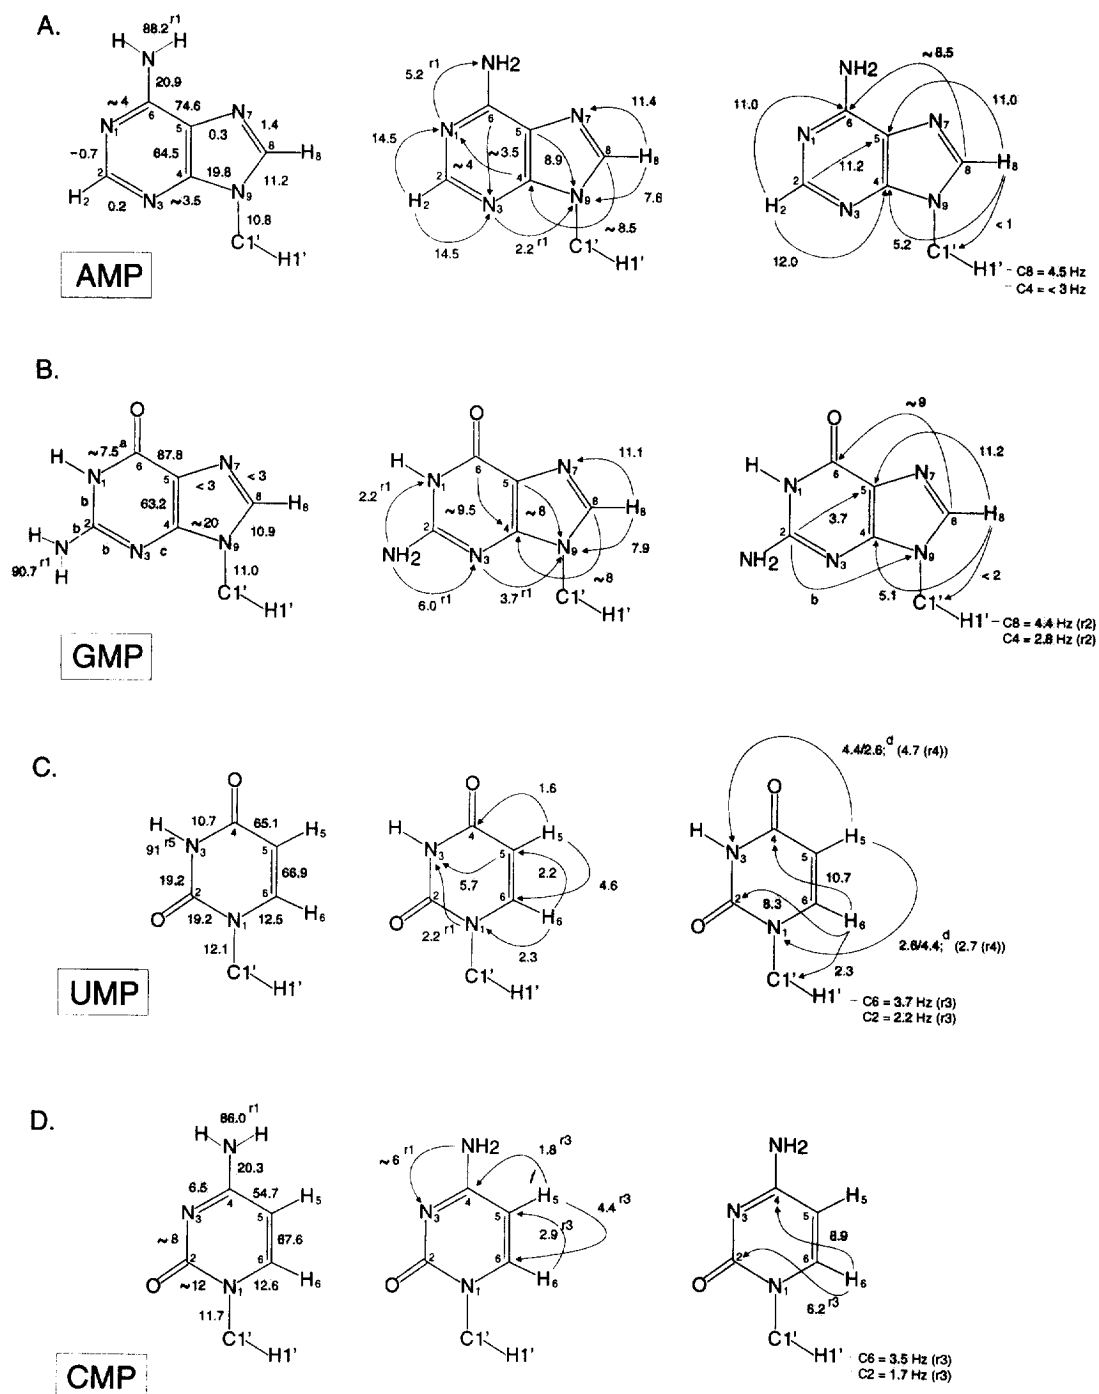 A.
88.2 r1
H H
N
20.9
~4
74.6
N1
6
5
N7
0.3
1.4
-0.7
64.5
8
H8
2
4
19.8
11.2
H2
0.2
N3
~3.5
N9
10.8
C1'
H1'
AMP
5.2 r1
NH2
11.4
6
N7
N1
5
14.5
~3.5
8.9
8
H8
~4
2
4
H2
N3
N9
7.6
14.5
2.2 r1
~8.5
C1'
H1'
~8.5
NH2
11.0
11.0
6
N7
N1
5
11.2
H8
2
4
8
H2
N3
N9
5.2
< 1
12.0
C1'
H1' - C8 = 4.5 Hz
- C4 = < 3 Hz
B.
O
~7.5 a
87.8
H
6
N7
N1
5
< 3
< 3
b
63.2
8
H8
H
b 2
4
~20
10.9
N
b
N3
c
N9
90.7 r1
H
11.0
C1'
H1'
GMP
O
11.1
H
6
N7
N1
5
2.2 r1
~9.5
~8
8
H8
2
4
NH2
N3
N9
7.9
6.0 r1
3.7 r1
~8
C1'
H1'
~9
O
11.2
H
6
N7
N1
5
3.7
8
H8
2
4
NH2
N3
N9
b
5.1
< 2
C1'
H1' - C8 = 4.4 Hz (r2)
C4 = 2.8 Hz (r2)
C.
O
10.7
65.1
H
4
H5
91 r5
N3
5
19.2
66.9
2
6
O
19.2
N1
12.5
H6
12.1
C1'
H1'
UMP
O
1.6
H
4
H5
N3
5
5.7
2.2
4.6
2
6
O
2.2 r1
N1
H6
2.3
C1'
H1'
4.4/2.6; d (4.7 (r4))
O
H
4
H5
N3
5
10.7
2
8.3
6
O
N1
H6
2.6/4.4; d (2.7 (r4))
2.3
C1'
H1' - C6 = 3.7 Hz (r3)
C2 = 2.2 Hz (r3)
D.
86.0 r1
H H
N
20.3
6.5
54.7
H5
N3
4
5
~8
67.6
2
6
O
~12
N1
12.6
H6
11.7
C1'
H1'
CMP
~6 r1
NH2
1.8 r3
H5
N3
4
5
4.4 r3
2.9 r3
2
6
O
N1
H6
C1'
H1'
NH2
H5
N3
4
5
8.9
2
6
O
N1
H6
6.2 r3
C1'
H1' C6 = 3.5 Hz (r3)
C2 = 1.7 Hz (r3)